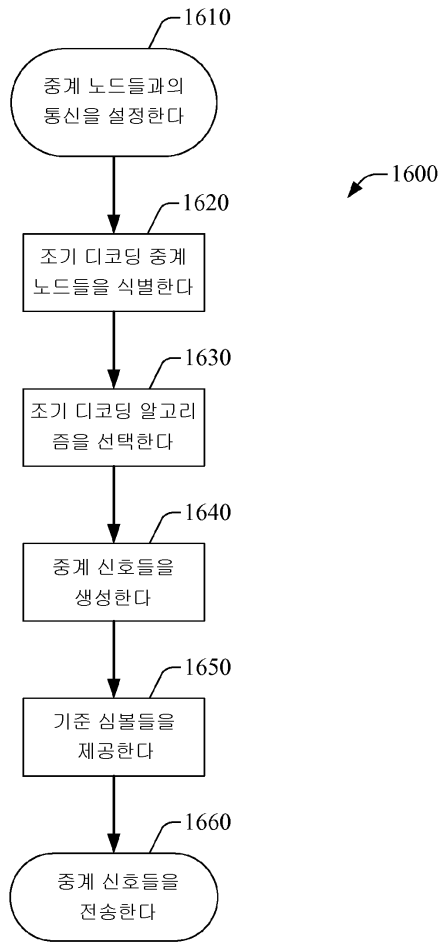 1610
중계 노드들과의
통신을 설정한다
1600
1620
조기 디코딩 중계
노드들을 식별한다
1630
조기 디코딩 알고리
즘을 선택한다
1640
중계 신호들을
생성한다
1650
기준 심볼들을
제공한다
1660
중계 신호들을
전송한다